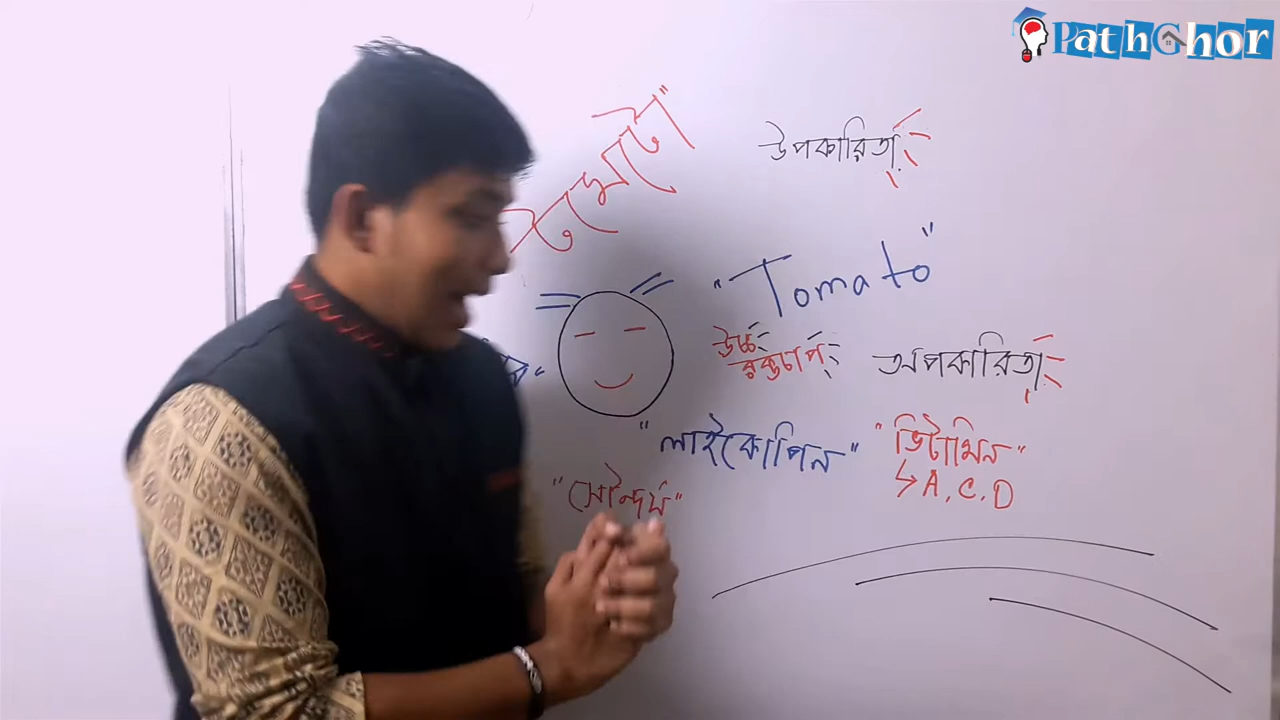 PathGhor
টমেটো"
উপকারিতা
"Tomato"
উচ্চ
রক্তচাপ
অপকারিতা
"লাইকোপিন"
"ভিটামিন"
↳ A, C, D
"সৌন্দর্য"